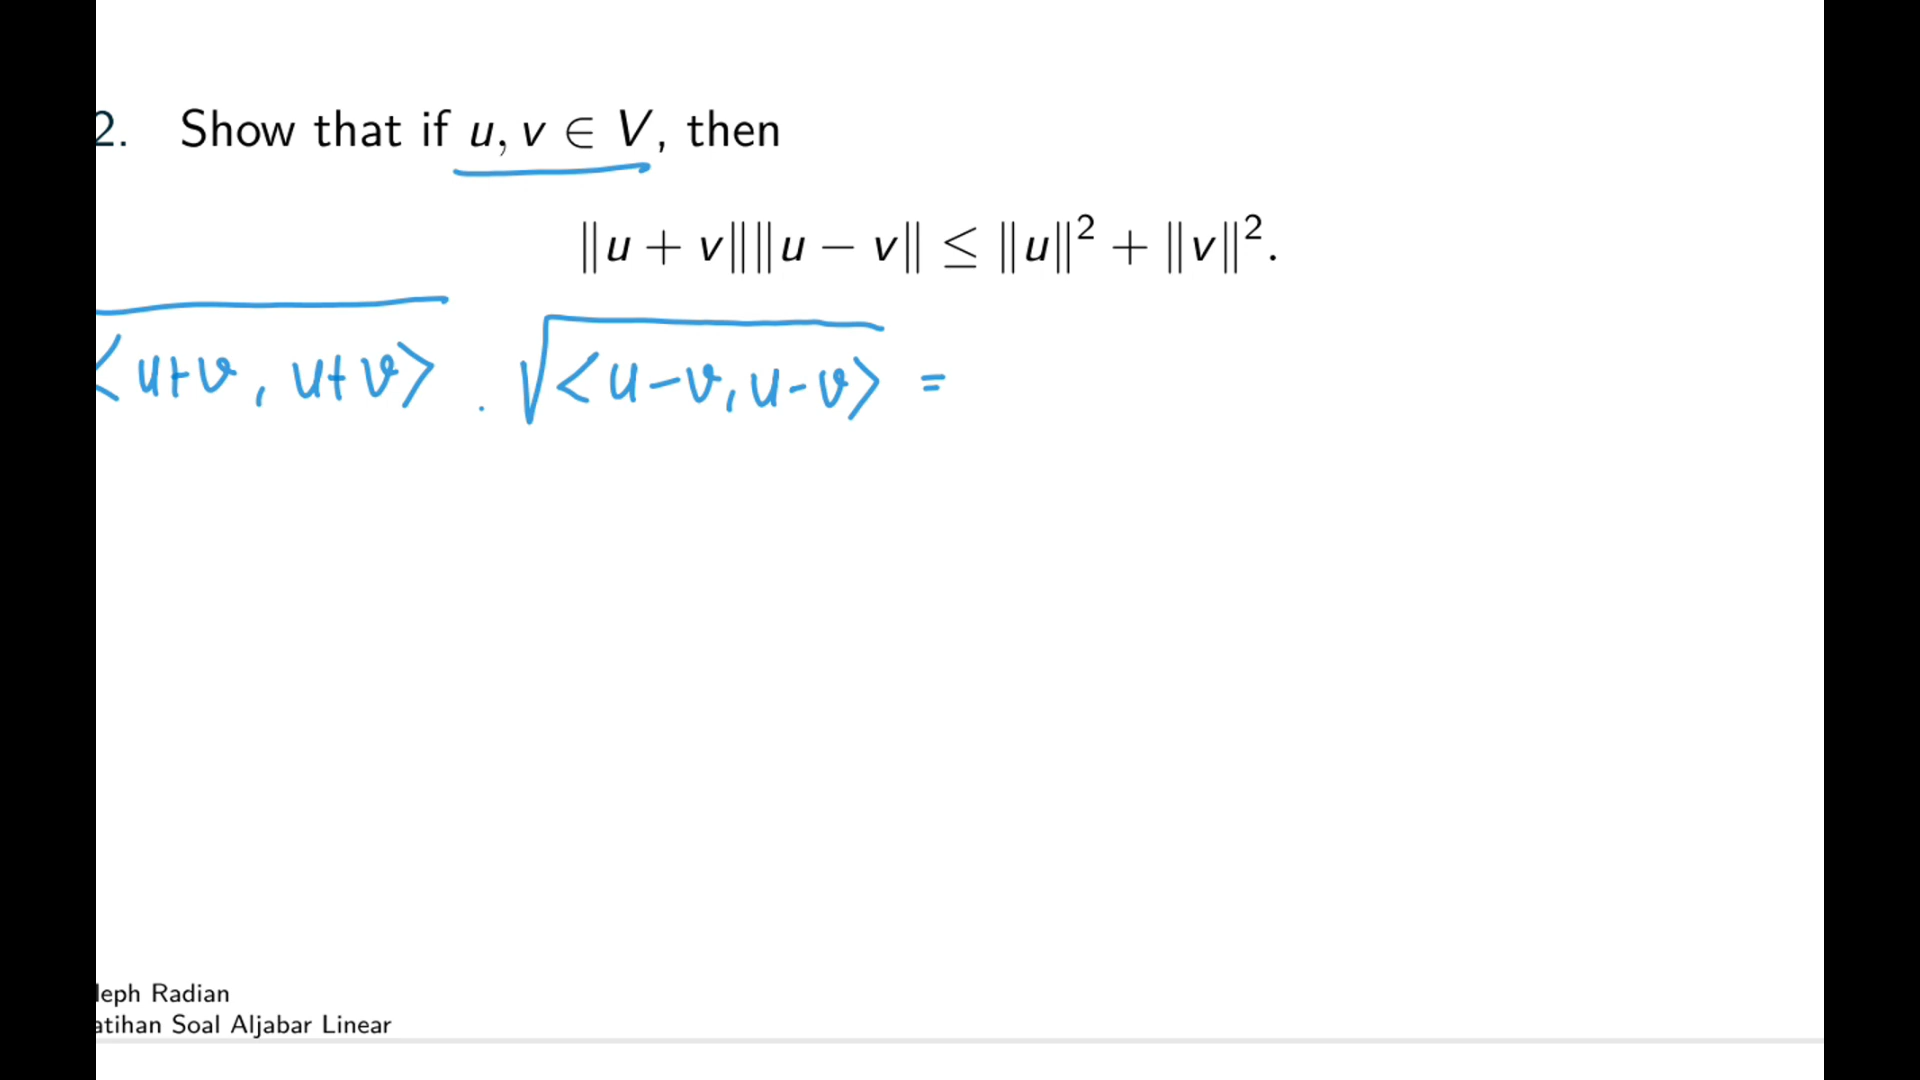 2. Show that if u, v ∈ V, then
‖u + v‖‖u − v‖ ≤ ‖u‖² + ‖v‖².
⟨u+v, u+v⟩ · √⟨u−v, u−v⟩ =
leph Radian
atihan Soal Aljabar Linear